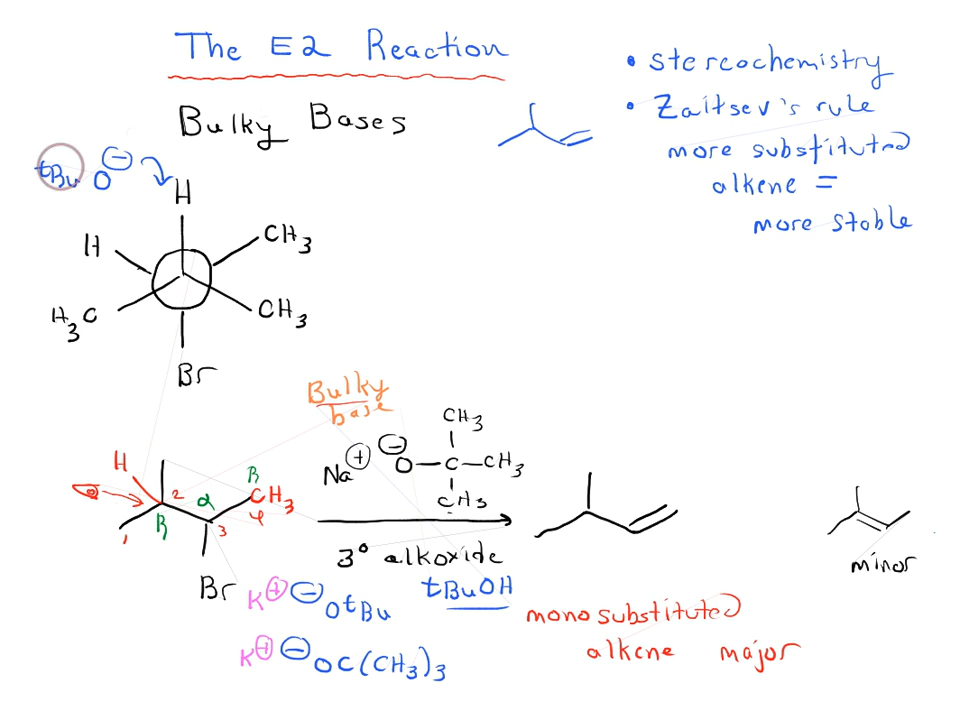 The E2 Reaction
Bulky Bases
• stereochemistry
• Zaitsev's rule
more substituted
alkene =
more stable
tBu O ⊖
H
H
CH3
H3C
CH3
Br
Bulky
base
CH3
Na ⊕ ⊖ O—C—CH3
CH3
H
2
α
β
CH3
1
β
3
4
Br
3° alkoxide
tBuOH
K ⊕ ⊖ OtBu
K ⊕ ⊖ OC(CH3)3
monosubstituted
alkene major
minor